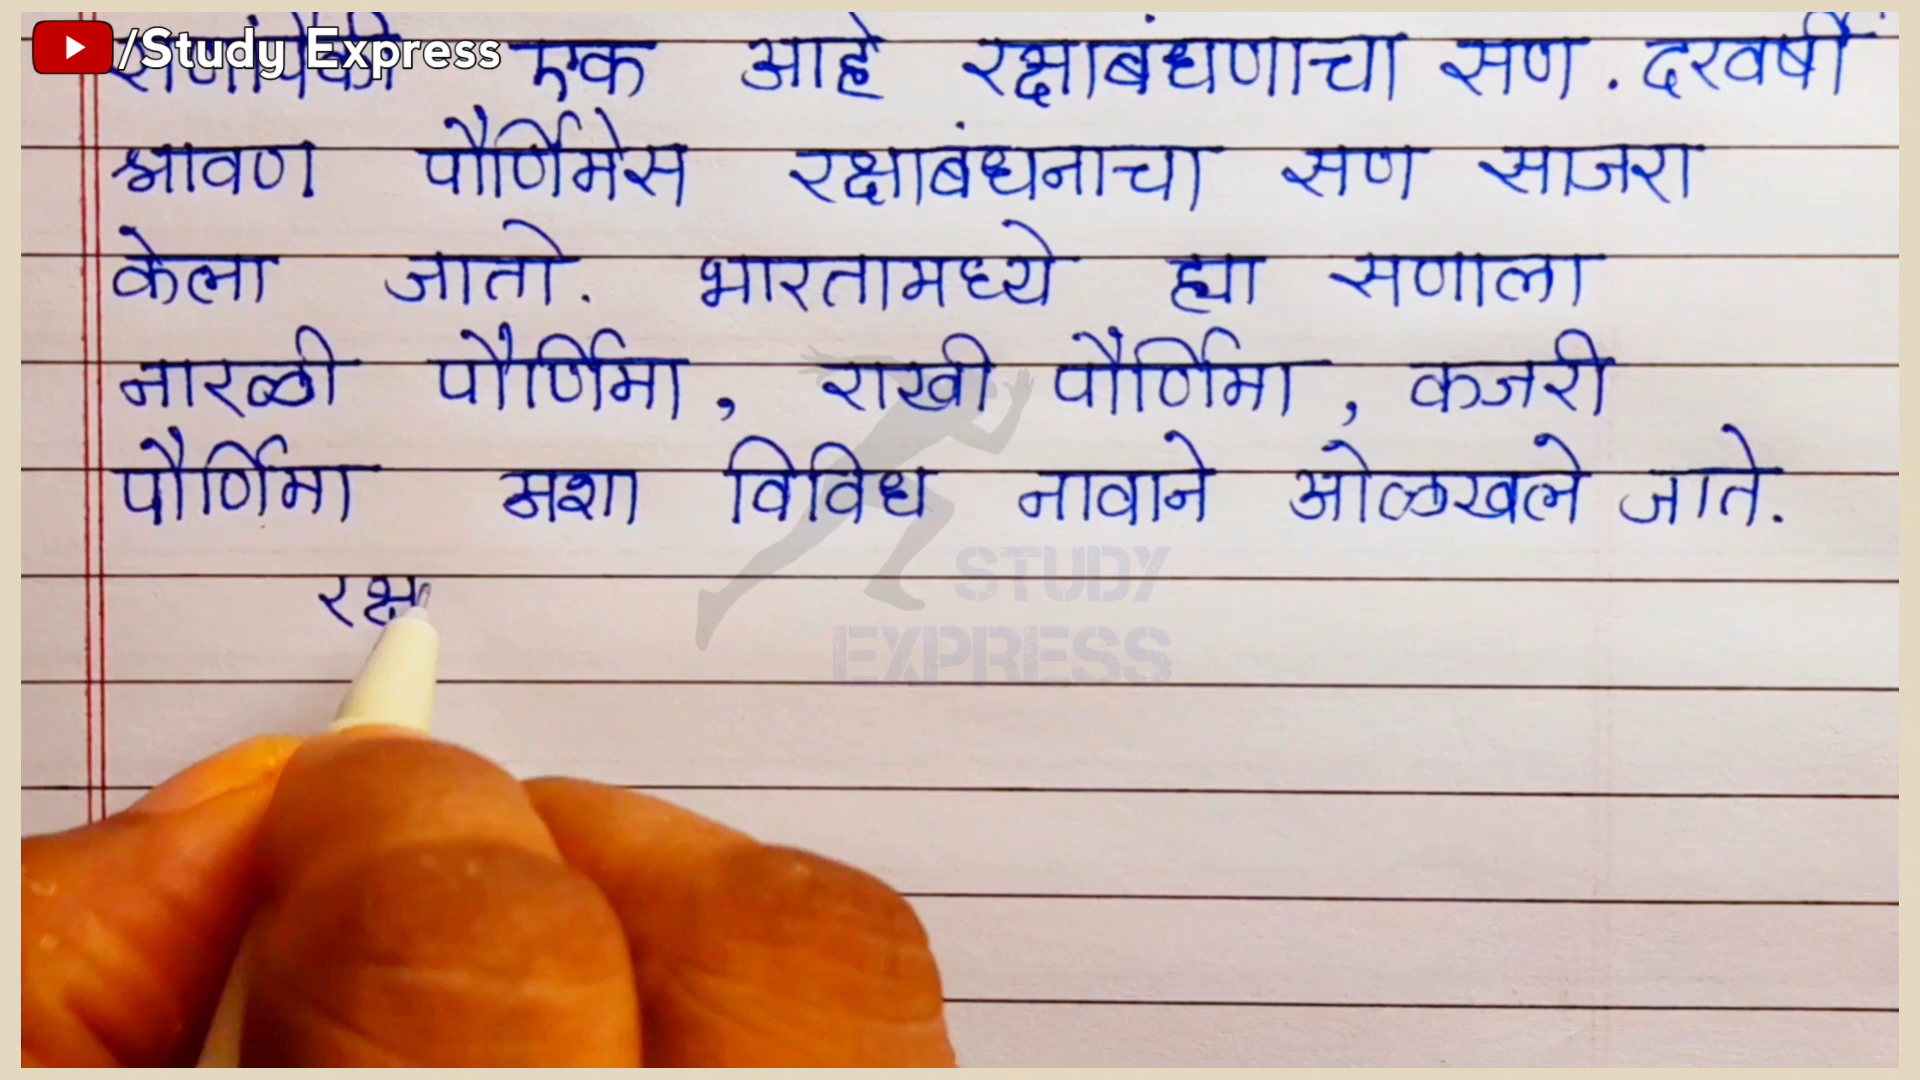 /Study Express
सणांपैकी एक आहे रक्षाबंधणाचा सण. दरवर्षी
श्रावण पौर्णिमेस रक्षाबंधनाचा सण साजरा
केला जातो. भारतामध्ये ह्या सणाला
नारळी पौर्णिमा, राखी पौर्णिमा, कजरी
पौर्णिमा अशा विविध नावाने ओळखले जाते.
रक्ष
STUDY
EXPRESS